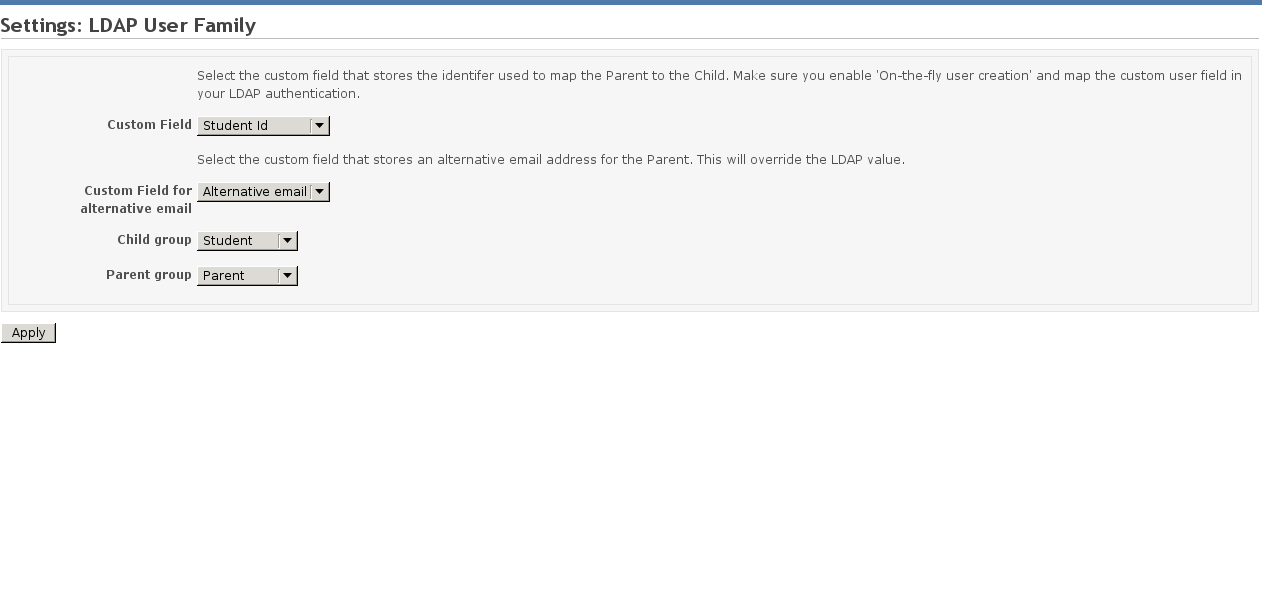 Settings: LDAP User Family
Select the custom field that stores the identifer used to map the Parent to the Child. Make sure you enable 'On-the-fly user creation' and map the custom user field in
your LDAP authentication.
Custom Field Student Id
Select the custom field that stores an alternative email address for the Parent. This will override the LDAP value.
Custom Field for Alternative email
alternative email
Child group Student
Parent group Parent
Apply